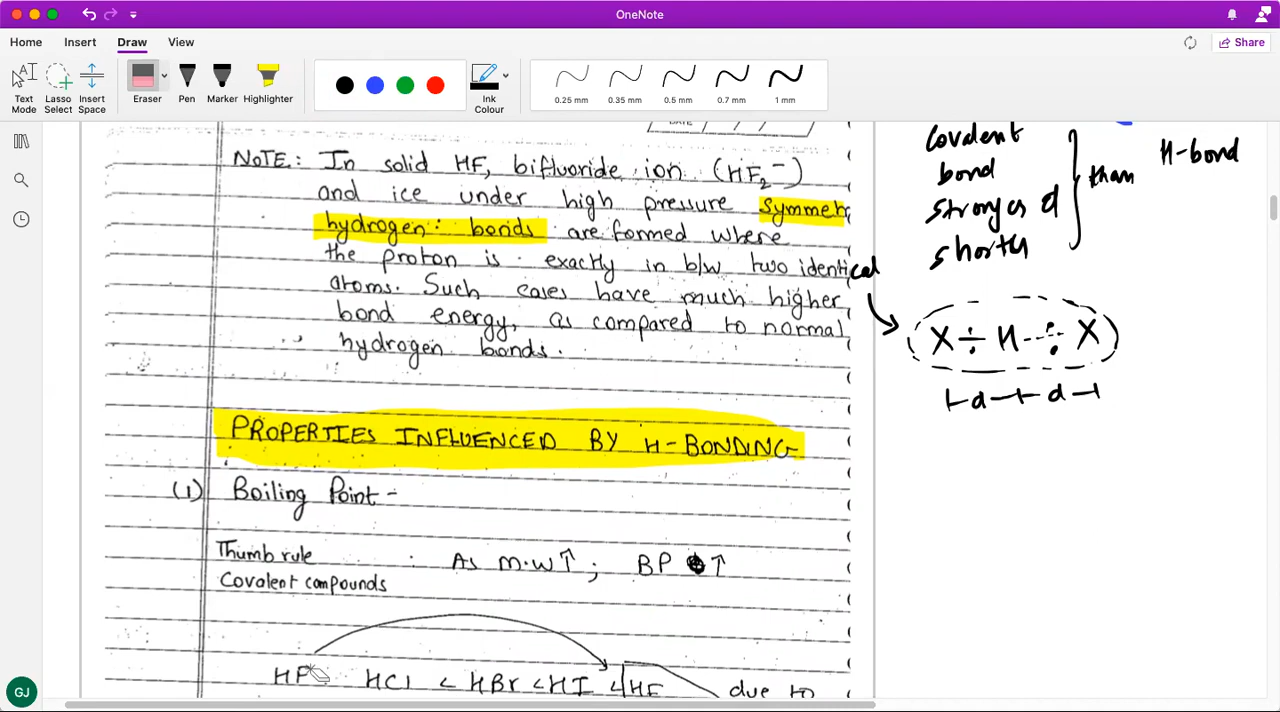 OneNote
Home Insert Draw View
Share
Text Mode
Lasso Select
Insert Space
Eraser
Pen
Marker
Highlighter
Ink Colour
0.25 mm
0.35 mm
0.5 mm
0.7 mm
1 mm
DATE
NOTE: In solid HF, bifluoride ion (HF₂⁻)
and ice under high pressure symmetr
hydrogen bonds are formed where
the proton is exactly in b/w two identical
atoms. Such cases have much higher
bond energy, as compared to normal
hydrogen bonds.
PROPERTIES INFLUENCED BY H-BONDING
(1) Boiling Point -
Thumb rule : As M.W ↑ ; BP ↑
Covalent compounds
HF HCl < HBr < HI < HF due to
covalent
bond
stronger &
shorter
than
H-bond
X ÷ H ---÷ X
d d
GJ